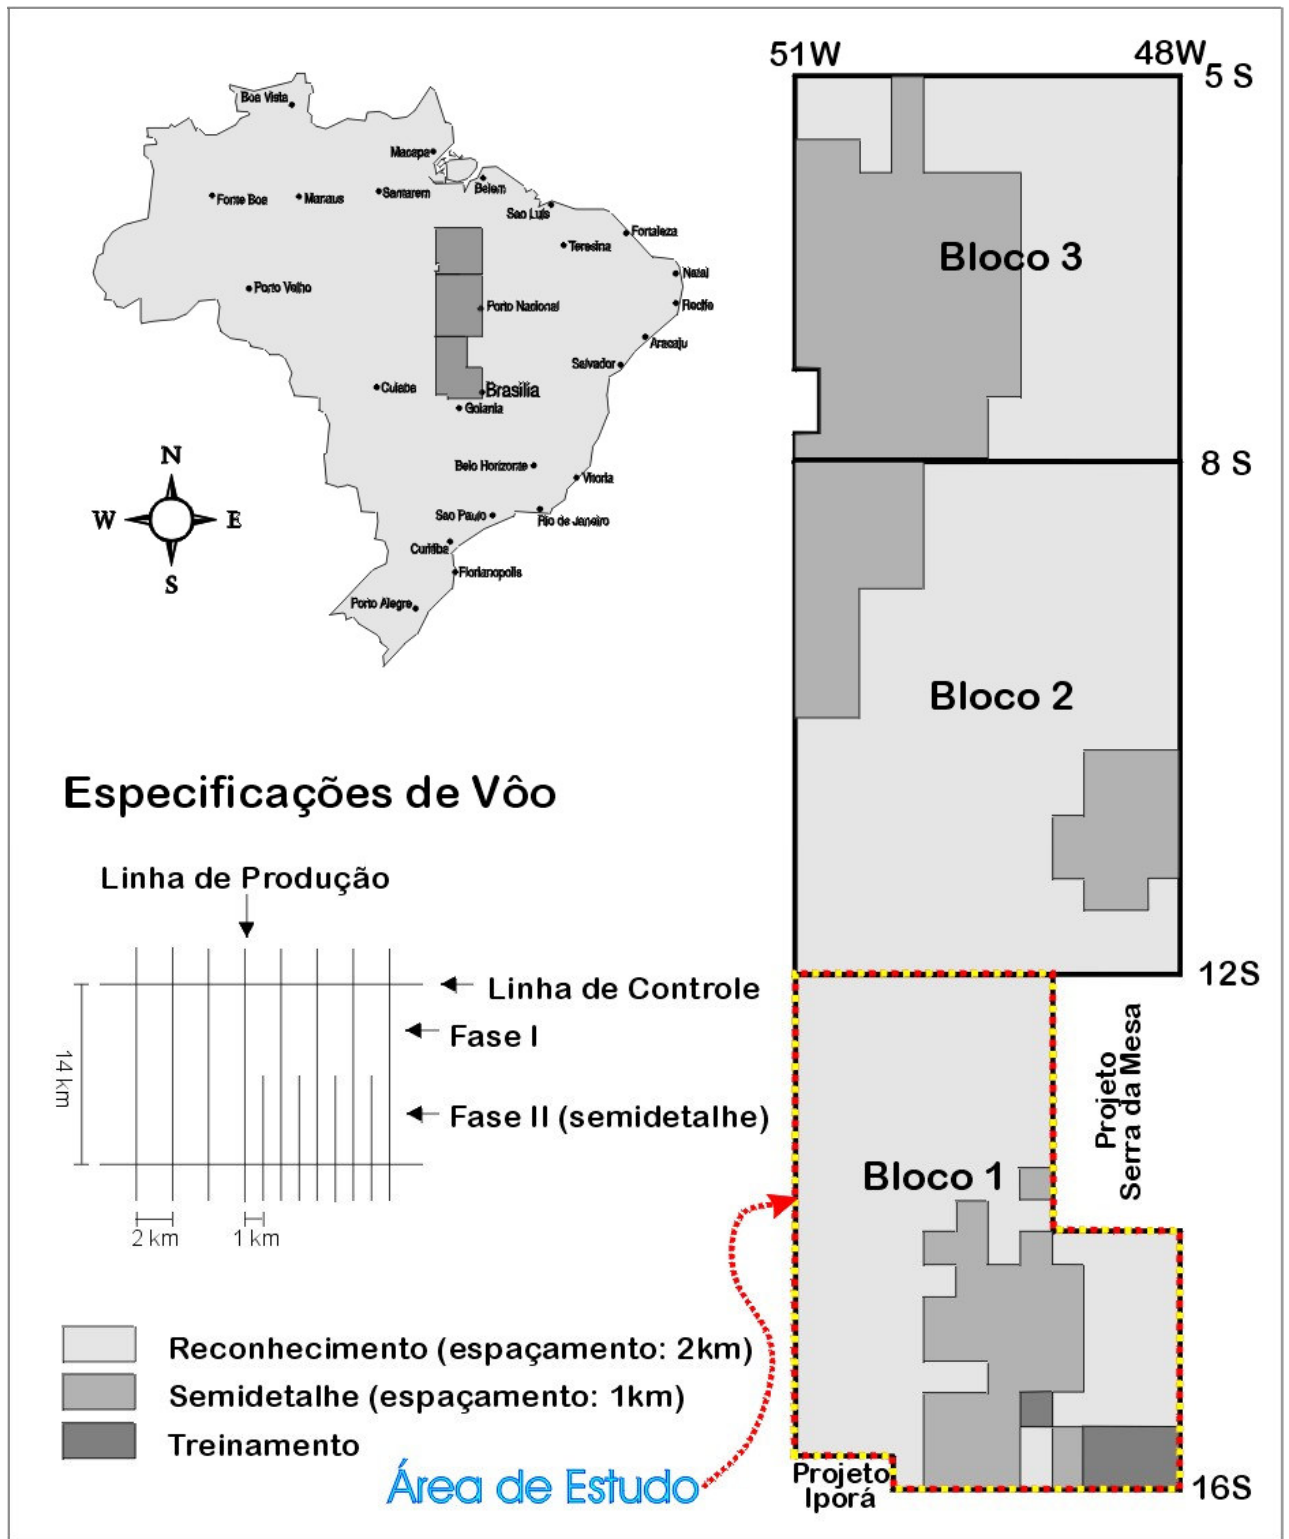 51W
48W
5 S
Boa Vista
Macapa
Fonte Boa
Manaus
Santarem
Belem
Sao Luis
Teresina
Fortaleza
Natal
Recife
Porto Velho
Porto Nacional
Aracaju
Salvador
Cuiaba
Brasília
Goiania
Belo Horizonte
Vitoria
Sao Paulo
Rio de Janeiro
Curitiba
Florianopolis
Porto Alegre
N
W
E
S
Bloco 3
8 S
Bloco 2
12S
Especificações de Vôo
Linha de Produção
Linha de Controle
Fase I
14 km
Fase II (semidetalhe)
2 km
1 km
Projeto
Serra da Mesa
Bloco 1
Reconhecimento (espaçamento: 2km)
Semidetalhe (espaçamento: 1km)
Treinamento
Área de Estudo
Projeto
Iporá
16S